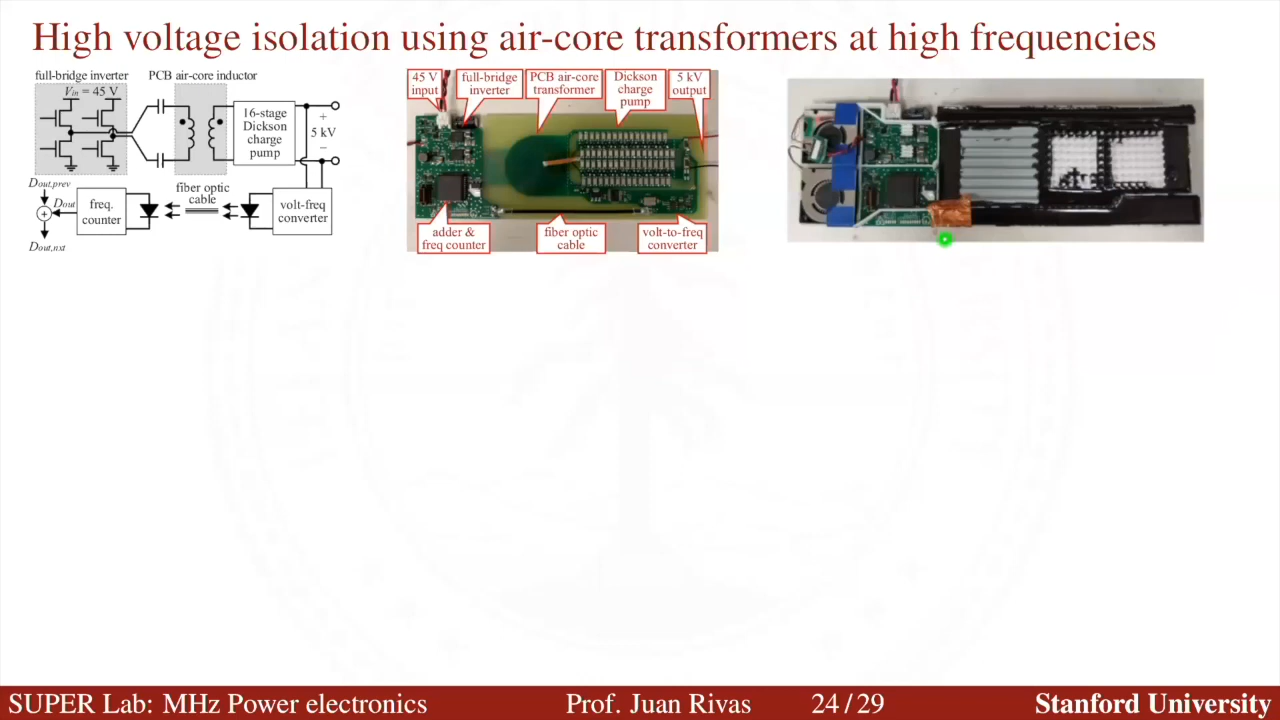 High voltage isolation using air-core transformers at high frequencies
full-bridge inverter
PCB air-core inductor
Vin = 45 V
16-stage
Dickson
charge
pump
+
5 kV
−
Dout,prev
Dout
+
Dout,nxt
freq.
counter
fiber optic
cable
volt-freq
converter
45 V
input
full-bridge
inverter
PCB air-core
transformer
Dickson
charge
pump
5 kV
output
adder &
freq counter
fiber optic
cable
volt-to-freq
converter
SUPER Lab: MHz Power electronics
Prof. Juan Rivas
24 / 29
Stanford University